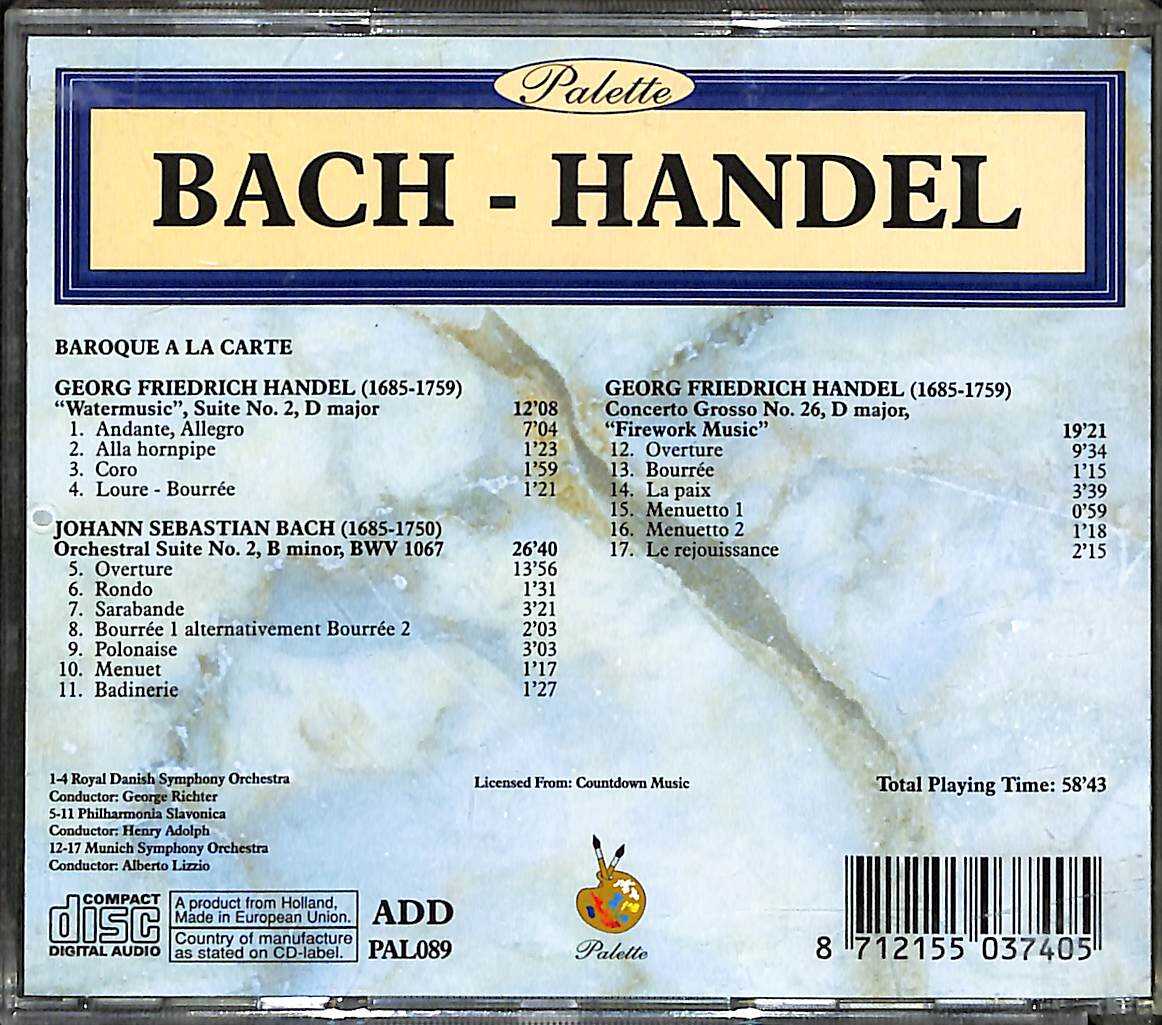 Palette
BACH - HANDEL
BAROQUE A LA CARTE
GEORG FRIEDRICH HANDEL (1685-1759)
“Watermusic”, Suite No. 2, D major 12’08
1. Andante, Allegro 7’04
2. Alla hornpipe 1’23
3. Coro 1’59
4. Loure - Bourrée 1’21
JOHANN SEBASTIAN BACH (1685-1750)
Orchestral Suite No. 2, B minor, BWV 1067 26’40
5. Overture 13’56
6. Rondo 1’31
7. Sarabande 3’21
8. Bourrée 1 alternativement Bourrée 2 2’03
9. Polonaise 3’03
10. Menuet 1’17
11. Badinerie 1’27
GEORG FRIEDRICH HANDEL (1685-1759)
Concerto Grosso No. 26, D major,
“Firework Music” 19’21
12. Overture 9’34
13. Bourrée 1’15
14. La paix 3’39
15. Menuetto 1 0’59
16. Menuetto 2 1’18
17. Le rejouissance 2’15
1-4 Royal Danish Symphony Orchestra
Conductor: George Richter
5-11 Philharmonia Slavonica
Conductor: Henry Adolph
12-17 Munich Symphony Orchestra
Conductor: Alberto Lizzio
Licensed From: Countdown Music
Total Playing Time: 58’43
COMPACT
disc
DIGITAL AUDIO
A product from Holland,
Made in European Union.
Country of manufacture
as stated on CD-label.
ADD
PAL089
Palette
8 712155 037405